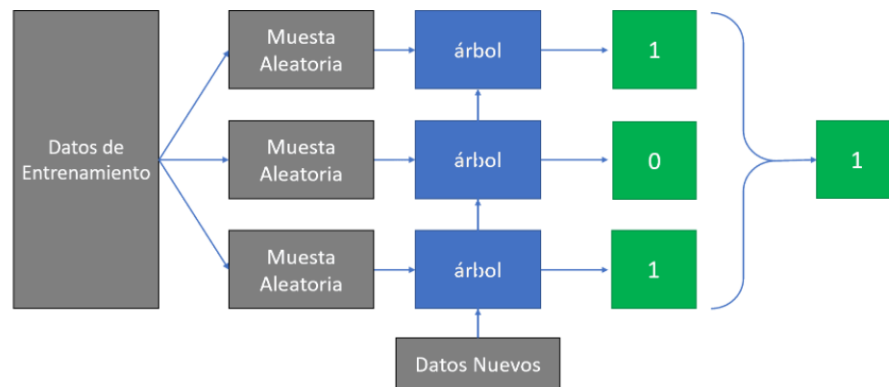 Datos de
Entrenamiento
Muesta
Aleatoria
árbol
1
Muesta
Aleatoria
árbol
0
1
Muesta
Aleatoria
árbol
1
Datos Nuevos